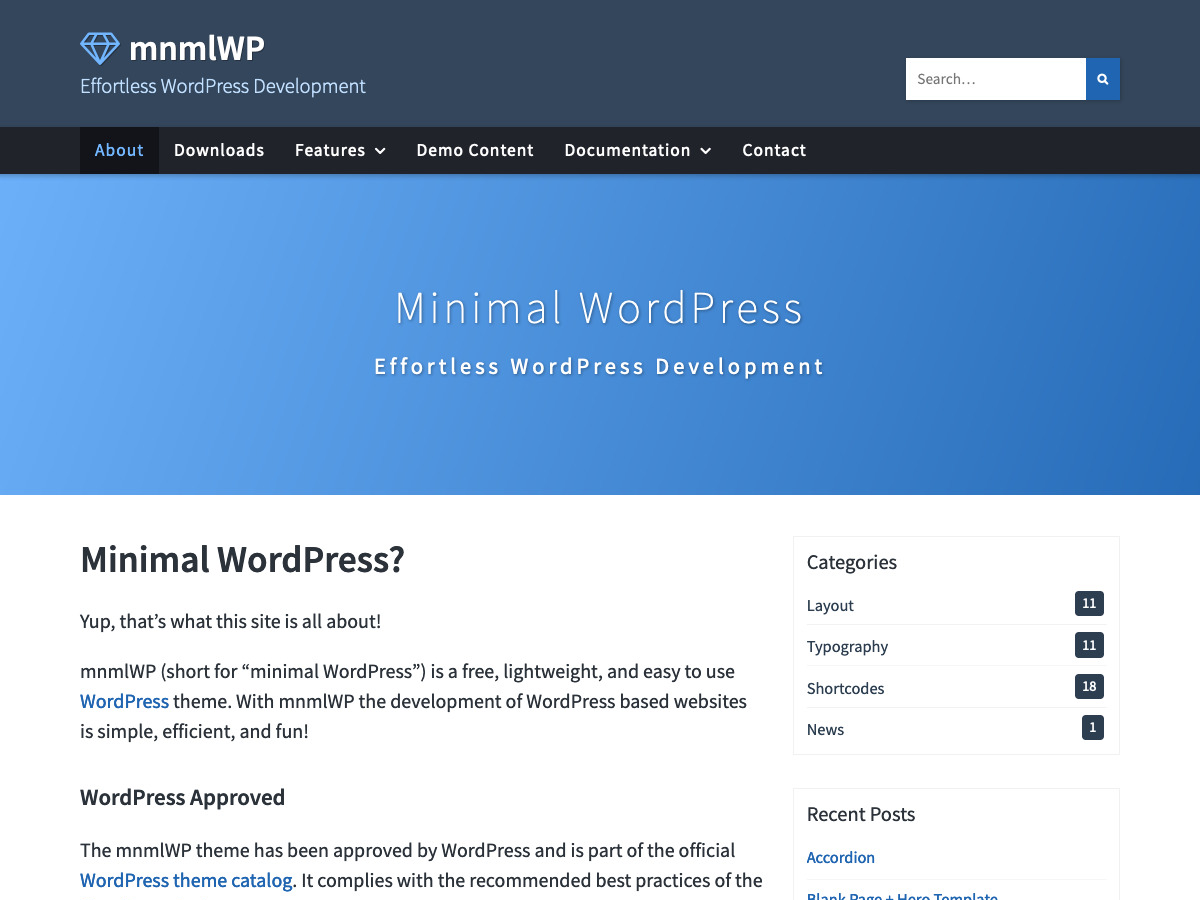 mnmlWP
Effortless WordPress Development
Search…
About Downloads Features Demo Content Documentation Contact
Minimal WordPress
Effortless WordPress Development
Minimal WordPress?
Yup, that’s what this site is all about!
mnmlWP (short for “minimal WordPress”) is a free, lightweight, and easy to use
WordPress theme. With mnmlWP the development of WordPress based websites
is simple, efficient, and fun!
WordPress Approved
The mnmlWP theme has been approved by WordPress and is part of the official
WordPress theme catalog. It complies with the recommended best practices of the
Categories
Layout 11
Typography 11
Shortcodes 18
News 1
Recent Posts
Accordion
Blank Page + Hero Template